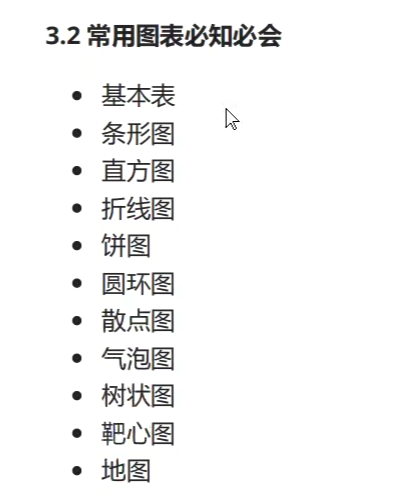 3.2 常用图表必知必会
• 基本表
• 条形图
• 直方图
• 折线图
• 饼图
• 圆环图
• 散点图
• 气泡图
• 树状图
• 靶心图
• 地图